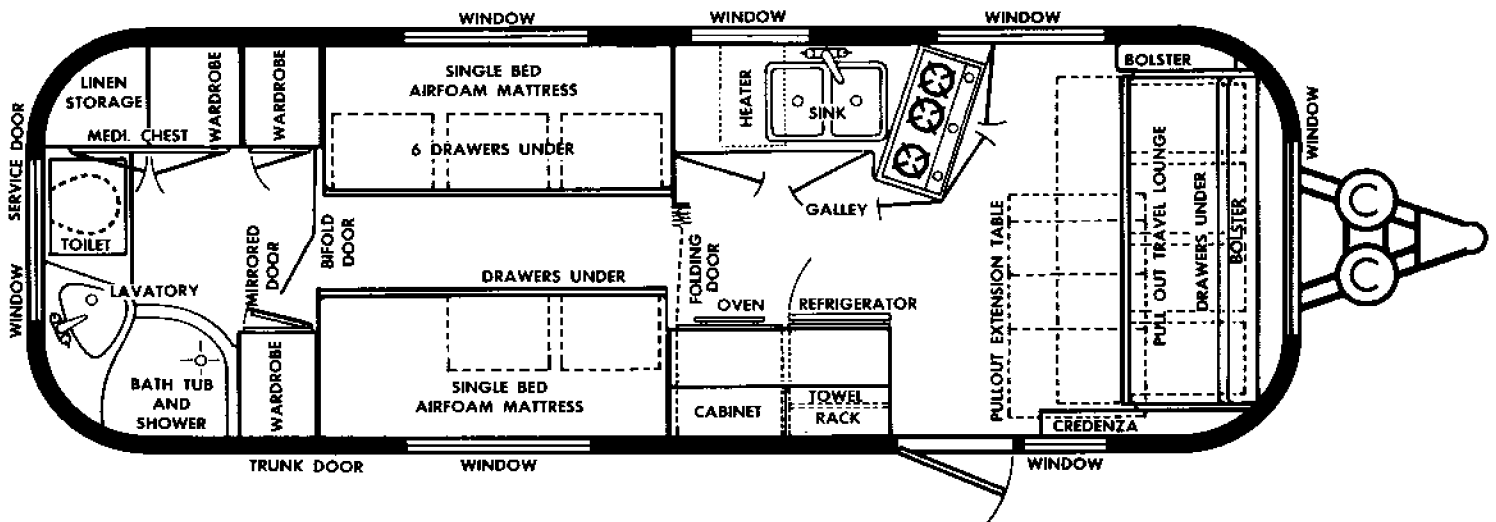 WINDOW
WINDOW
WINDOW
LINEN
STORAGE
WARDROBE
WARDROBE
SINGLE BED
AIRFOAM MATTRESS
HEATER
SINK
BOLSTER
SERVICE DOOR
MEDI. CHEST
6 DRAWERS UNDER
WINDOW
TOILET
GALLEY
BIFOLD
DOOR
MIRRORED
DOOR
LAVATORY
DRAWERS UNDER
FOLDING
DOOR
OVEN
REFRIGERATOR
PULLOUT EXTENSION TABLE
PULL OUT TRAVEL LOUNGE
DRAWERS UNDER
BOLSTER
WINDOW
BATH TUB
AND
SHOWER
WARDROBE
SINGLE BED
AIRFOAM MATTRESS
CABINET
TOWEL
RACK
CREDENZA
TRUNK DOOR
WINDOW
WINDOW